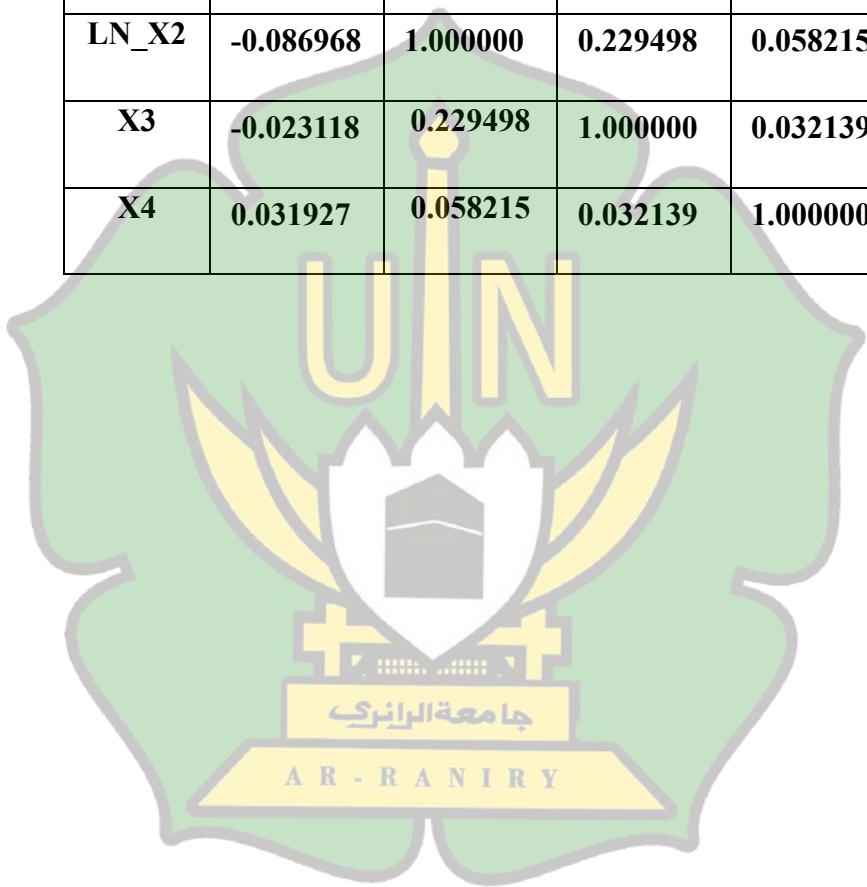 LN_X2 -0.086968 1.000000 0.229498 0.058215
X3 -0.023118 0.229498 1.000000 0.032139
X4 0.031927 0.058215 0.032139 1.000000
UIN
جامعةالرانري
AR-RANIRY